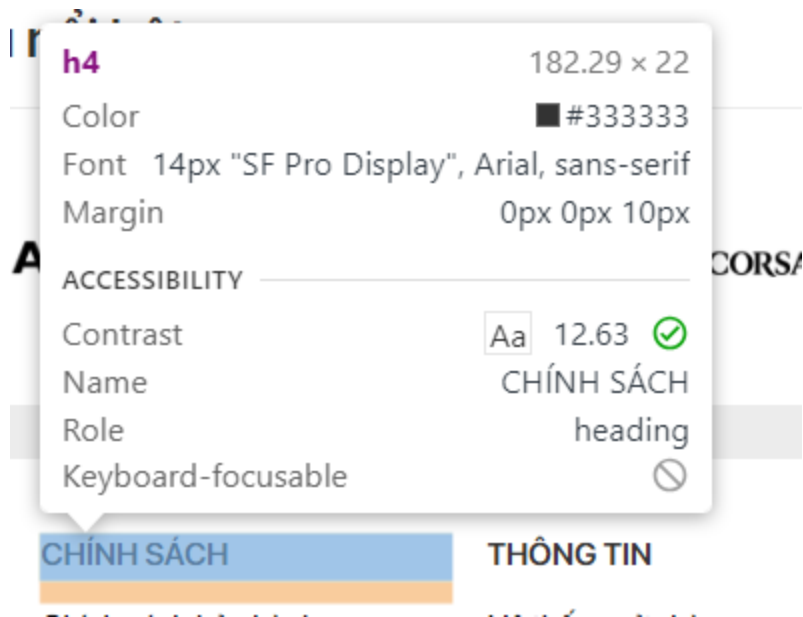 h4 182.29 × 22
Color #333333
Font 14px "SF Pro Display", Arial, sans-serif
Margin 0px 0px 10px
ACCESSIBILITY
Contrast Aa 12.63
Name CHÍNH SÁCH
Role heading
Keyboard-focusable
CHÍNH SÁCH THÔNG TIN